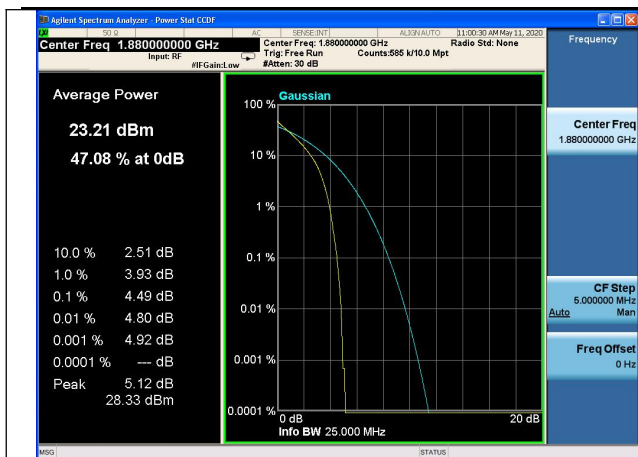 Agilent Spectrum Analyzer - Power Stat CCDF
50 Ω AC SENSE:INT ALIGN AUTO 11:00:30 AM May 11, 2020
Center Freq 1.880000000 GHz
Center Freq: 1.880000000 GHz Radio Std: None
Input: RF Trig: Free Run Counts:585 k/10.0 Mpt
#IFGain:Low #Atten: 30 dB
Frequency
Average Power
23.21 dBm
47.08 % at 0dB
10.0 % 2.51 dB
1.0 % 3.93 dB
0.1 % 4.49 dB
0.01 % 4.80 dB
0.001 % 4.92 dB
0.0001 % --- dB
Peak 5.12 dB
28.33 dBm
Gaussian
100 %
10 %
1 %
0.1 %
0.01 %
0.001 %
0.0001 %
0 dB 20 dB
Info BW 25.000 MHz
Center Freq
1.880000000 GHz
CF Step
5.000000 MHz
Auto Man
Freq Offset
0 Hz
MSG STATUS